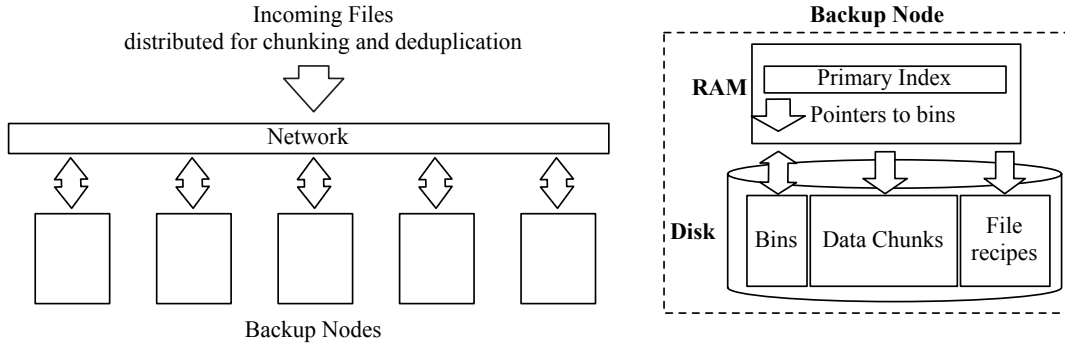 Incoming Files
distributed for chunking and deduplication
Network
Backup Nodes
Backup Node
RAM
Primary Index
Pointers to bins
Disk
Bins
Data Chunks
File
recipes